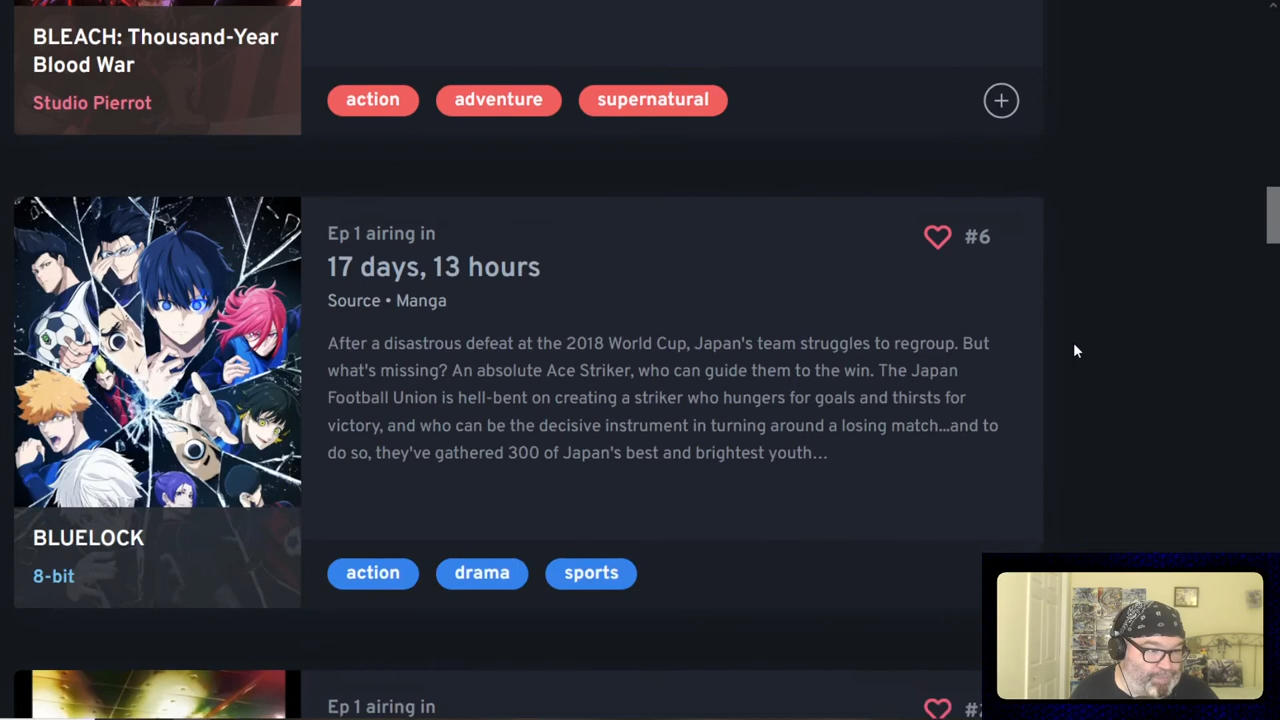 BLEACH: Thousand-Year
Blood War
Studio Pierrot
action adventure supernatural
Ep 1 airing in
#6
17 days, 13 hours
Source • Manga
After a disastrous defeat at the 2018 World Cup, Japan's team struggles to regroup. But
what's missing? An absolute Ace Striker, who can guide them to the win. The Japan
Football Union is hell-bent on creating a striker who hungers for goals and thirsts for
victory, and who can be the decisive instrument in turning around a losing match...and to
do so, they've gathered 300 of Japan's best and brightest youth…
BLUELOCK
8-bit
action drama sports
Ep 1 airing in